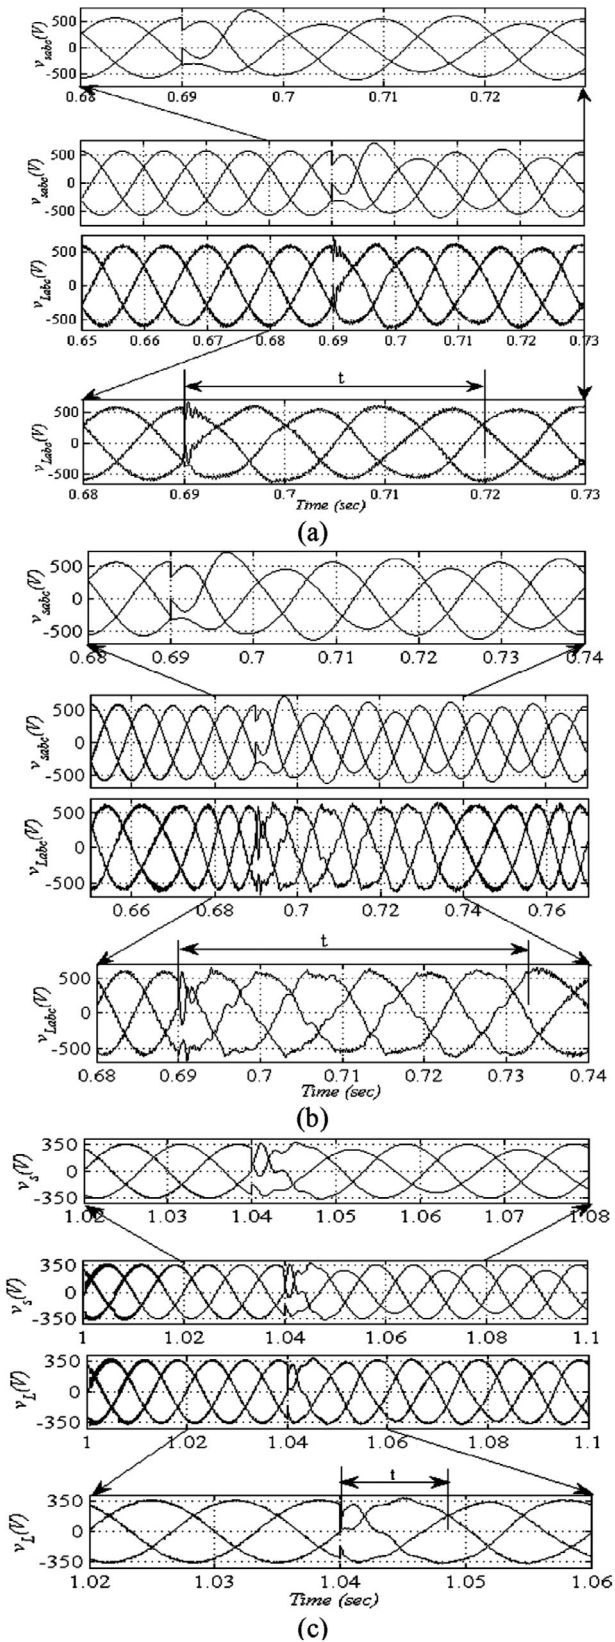 v_sabc(V)
500
0
-500
0.68 0.69 0.7 0.71 0.72
v_sabc(V)
500
0
-500
v_Labc(V)
500
0
-500
0.65 0.66 0.67 0.68 0.69 0.7 0.71 0.72 0.73
t
v_Labc(V)
500
0
-500
0.68 0.69 0.7 0.71 0.72 0.73
Time (sec)
(a)
v_sabc(V)
500
0
-500
0.68 0.69 0.7 0.71 0.72 0.73 0.74
v_sabc(V)
500
0
-500
v_Labc(V)
500
0
-500
0.66 0.68 0.7 0.72 0.74 0.76
t
v_Labc(V)
500
0
-500
0.68 0.69 0.7 0.71 0.72 0.73 0.74
Time (sec)
(b)
v_s(V)
350
0
-350
1.02 1.03 1.04 1.05 1.06 1.07 1.08
v_s(V)
350
0
-350
1 1.02 1.04 1.06 1.08 1.1
v_L(V)
350
0
-350
1 1.02 1.04 1.06 1.08 1.1
t
v_L(V)
350
0
-350
1.02 1.03 1.04 1.05 1.06
Time (sec)
(c)